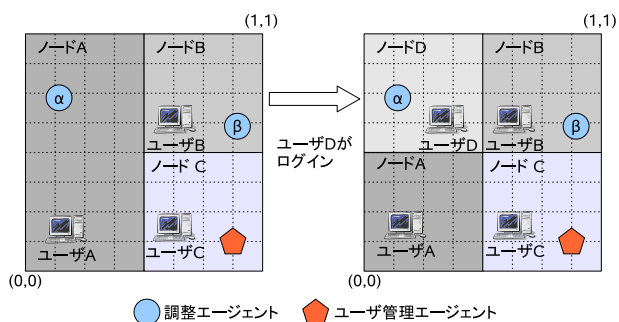 (1,1)
(1,1)
ノードA
ノードB
ノードD
ノードB
α
β
α
β
ユーザB
ユーザDが
ログイン
ユーザD
ユーザB
ノード C
ノードA
ノード C
ユーザA
ユーザC
ユーザA
ユーザC
(0,0)
(0,0)
調整エージェント
ユーザ管理エージェント